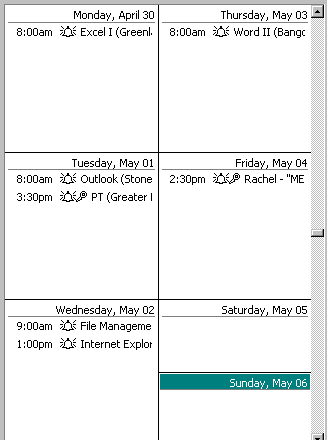 Monday, April 30
8:00am Excel I (Greenl
Tuesday, May 01
8:00am Outlook (Stone
3:30pm PT (Greater
Wednesday, May 02
9:00am File Manageme
1:00pm Internet Explor
Thursday, May 03
8:00am Word II (Bango
Friday, May 04
2:30pm Rachel - "ME
Saturday, May 05
Sunday, May 06